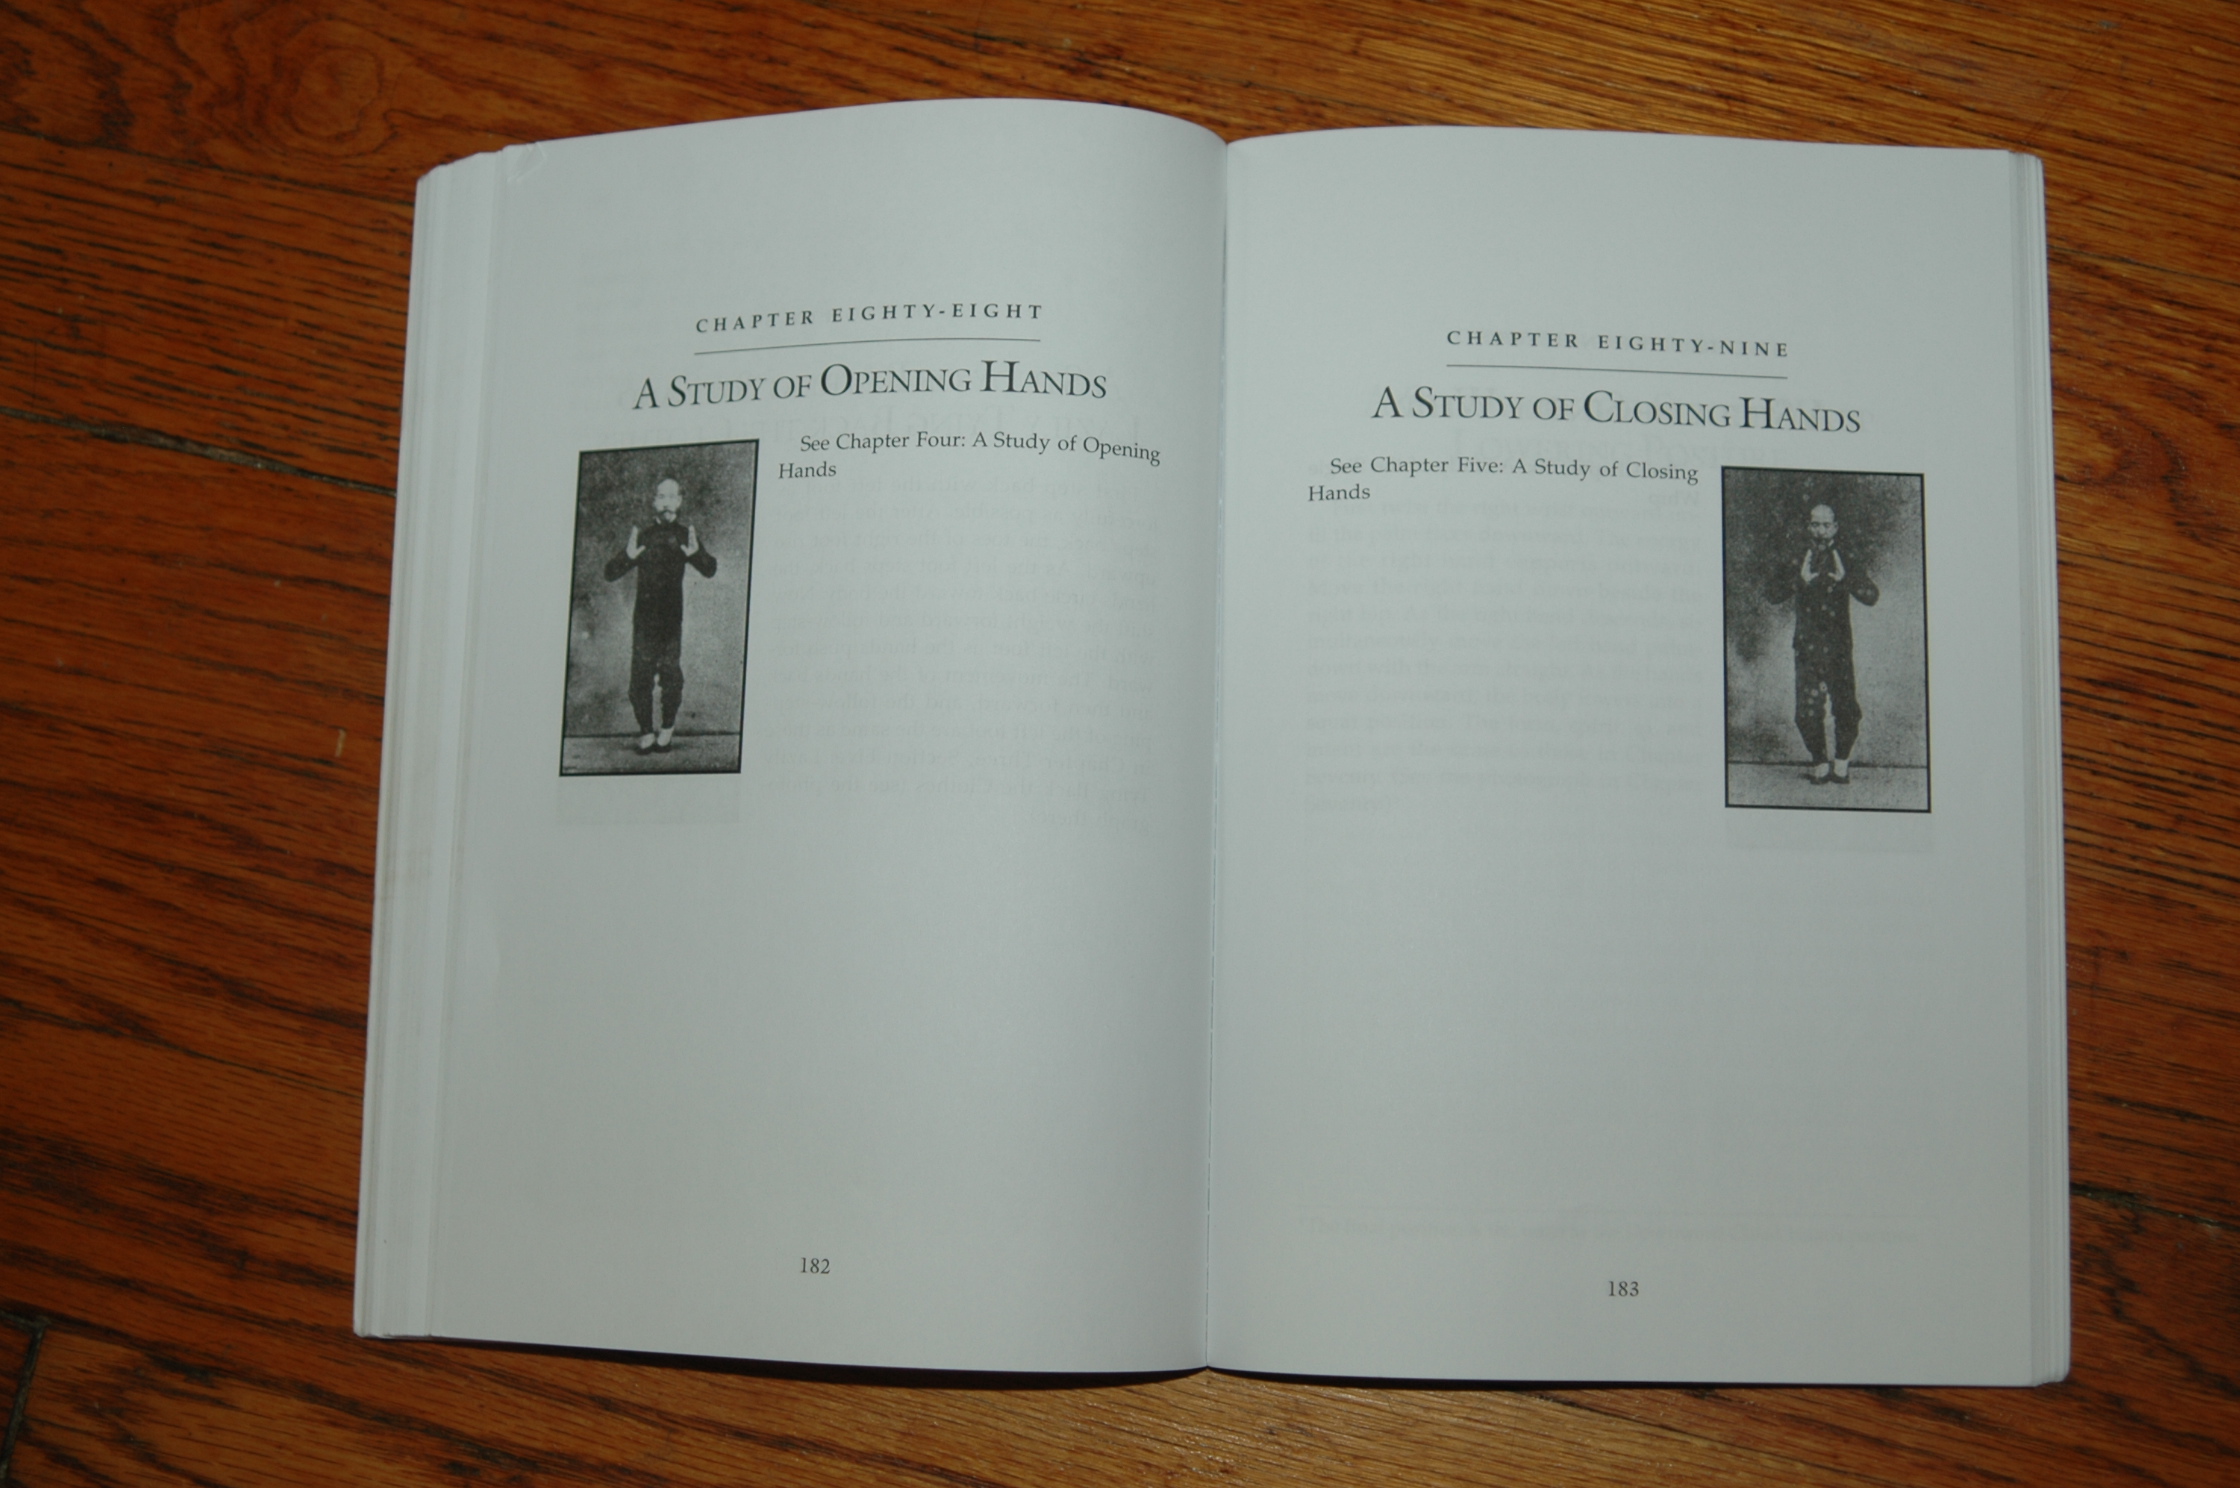 CHAPTER EIGHTY-EIGHT
A STUDY OF OPENING HANDS
See Chapter Four: A Study of Opening
Hands
182
CHAPTER EIGHTY-NINE
A STUDY OF CLOSING HANDS
See Chapter Five: A Study of Closing
Hands
183